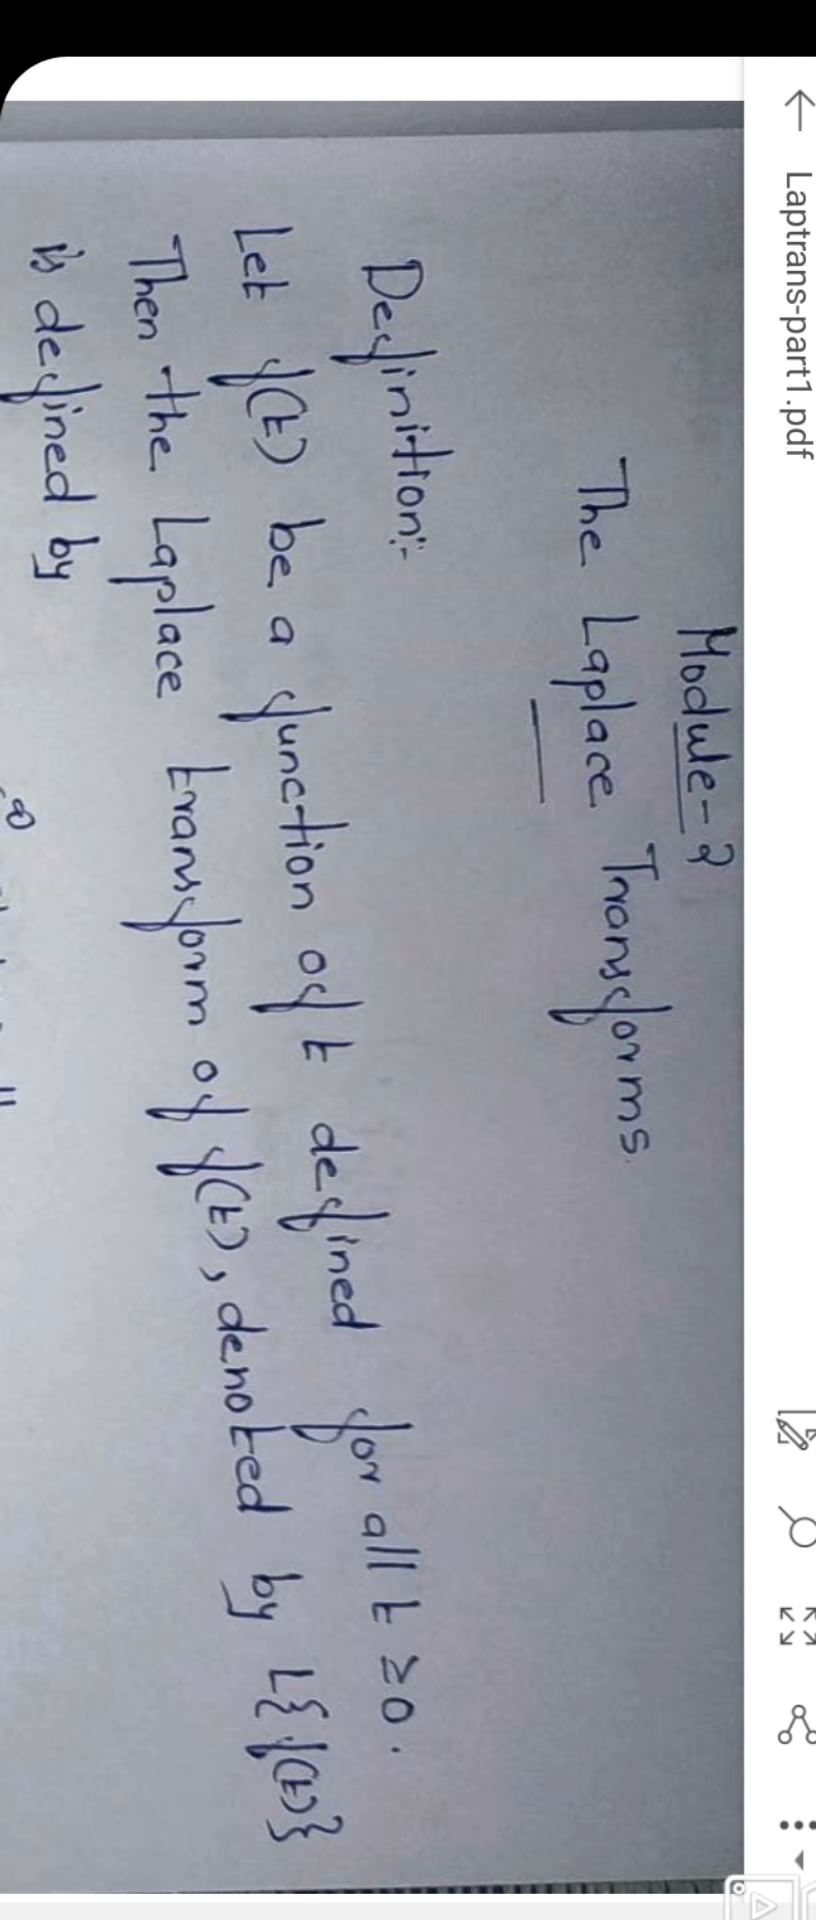 Laptrans-part1.pdf
Module-2
The Laplace Transforms.
Definition:-
Let f(t) be a function of t defined for all t ≥ 0.
Then the Laplace transform of f(t), denoted by L{f(t)}
is defined by
∞